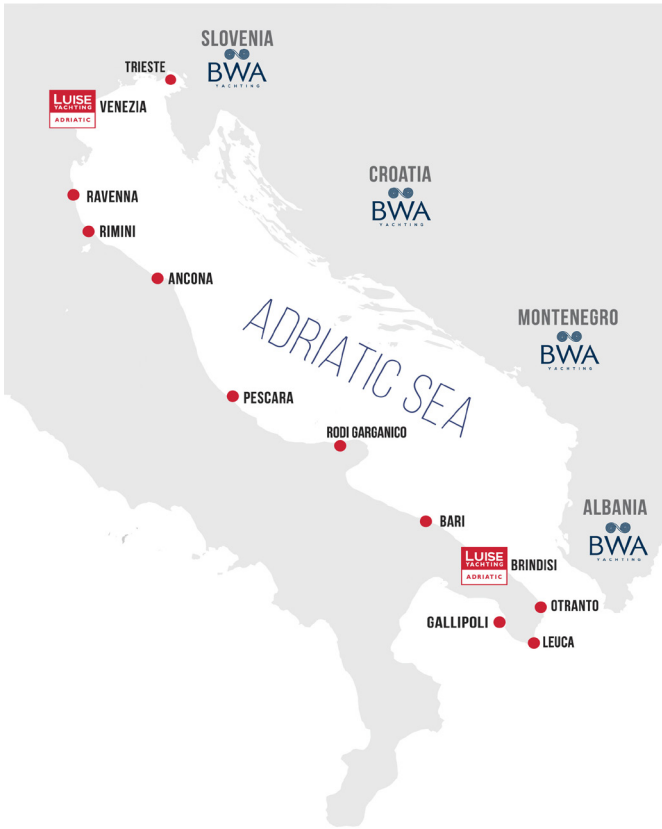 SLOVENIA
BWA
YACHTING
TRIESTE
LUISE
YACHTING
ADRIATIC
VENEZIA
CROATIA
BWA
YACHTING
RAVENNA
RIMINI
ANCONA
ADRIATIC SEA
MONTENEGRO
BWA
YACHTING
PESCARA
RODI GARGANICO
BARI
ALBANIA
BWA
YACHTING
LUISE
YACHTING
ADRIATIC
BRINDISI
OTRANTO
GALLIPOLI
LEUCA